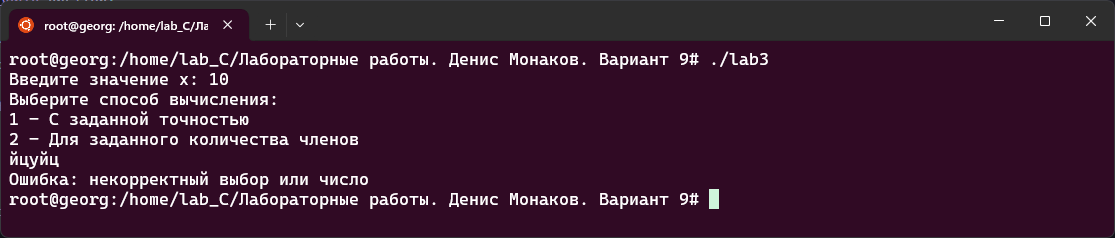 root@georg: /home/lab_C/Ла
root@georg:/home/lab_C/Лабораторные работы. Денис Монаков. Вариант 9# ./lab3
Введите значение x: 10
Выберите способ вычисления:
1 - С заданной точностью
2 - Для заданного количества членов
йцуйц
Ошибка: некорректный выбор или число
root@georg:/home/lab_C/Лабораторные работы. Денис Монаков. Вариант 9#